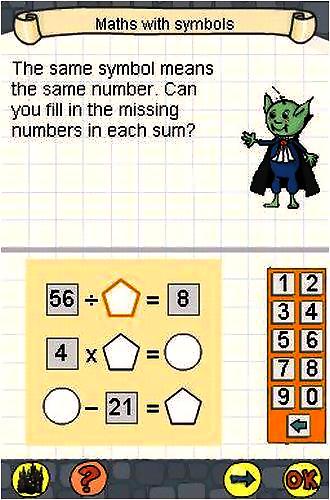 Maths with symbols
The same symbol means
the same number. Can
you fill in the missing
numbers in each sum?
56 ÷ = 8
4 x =
– 21 =
1 2
3 4
5 6
7 8
9 0
?
OK